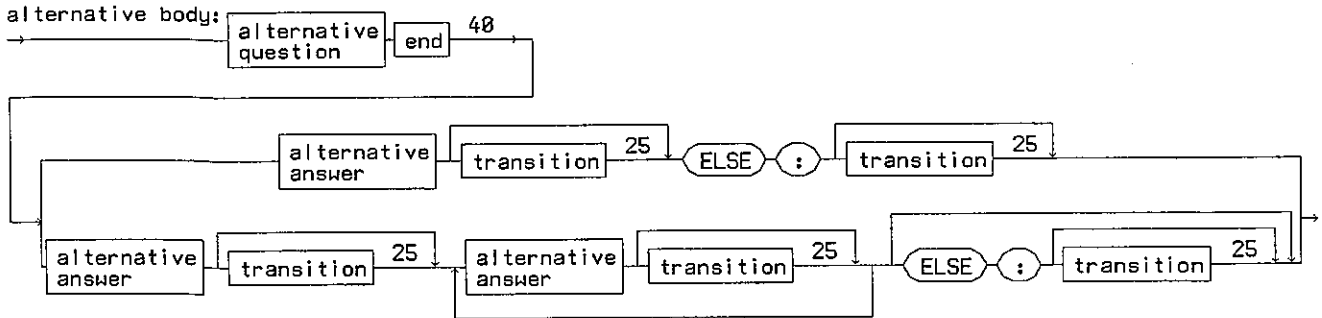 alternative body:
alternative question end 40
alternative answer transition 25 ELSE : transition 25
alternative answer transition 25 alternative answer transition 25 ELSE : transition 25